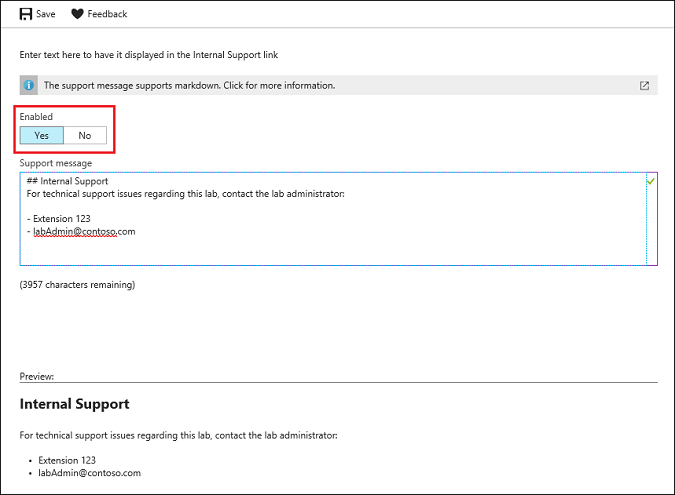 Save Feedback
Enter text here to have it displayed in the Internal Support link
The support message supports markdown. Click for more information.
Enabled
Yes No
Support message
## Internal Support
For technical support issues regarding this lab, contact the lab administrator:
- Extension 123
- labAdmin@contoso.com
(3957 characters remaining)
Preview:
Internal Support
For technical support issues regarding this lab, contact the lab administrator:
• Extension 123
• labAdmin@contoso.com